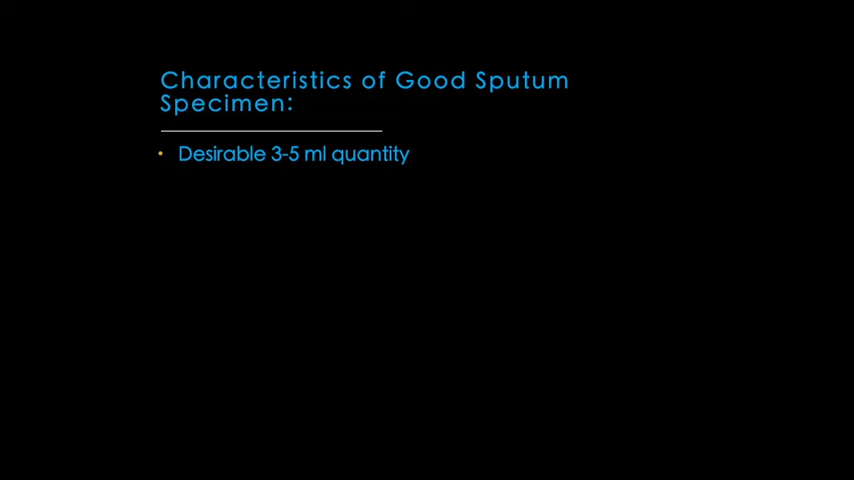 Characteristics of Good Sputum
Specimen:
• Desirable 3-5 ml quantity